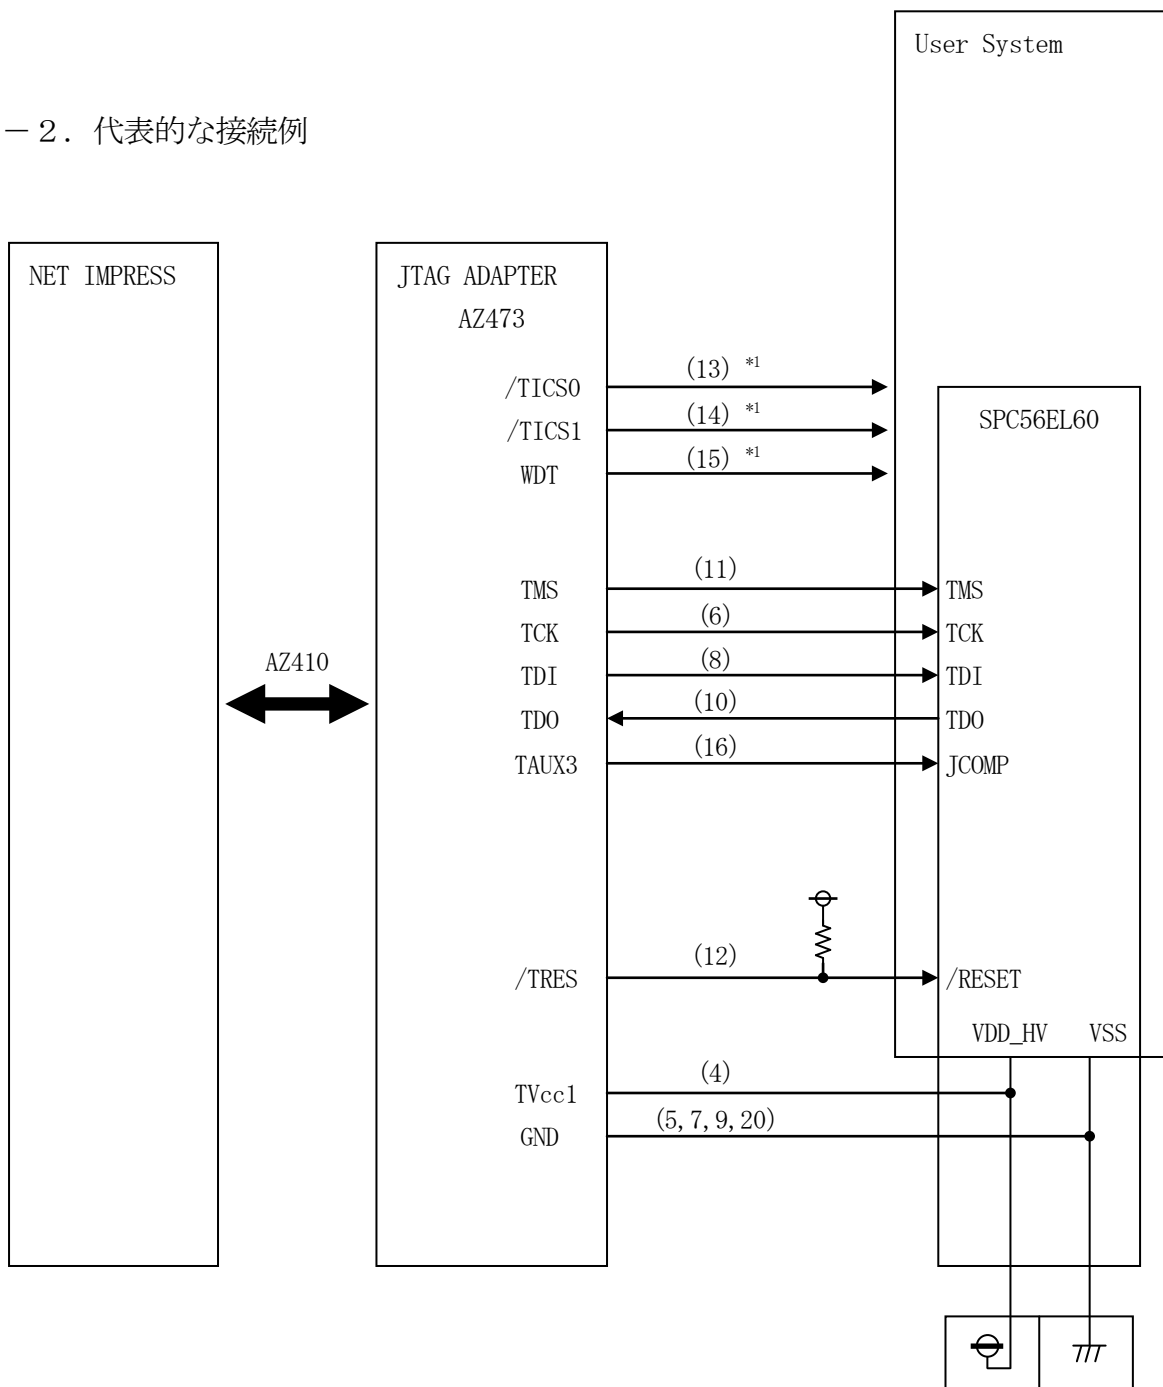 User System
－２．代表的な接続例
NET IMPRESS
JTAG ADAPTER
AZ473
/TICS0
(13) *1
/TICS1
(14) *1
WDT
(15) *1
SPC56EL60
TMS
(11)
TMS
TCK
(6)
TCK
TDI
(8)
TDI
AZ410
TDO
(10)
TDO
TAUX3
(16)
JCOMP
/TRES
(12)
/RESET
VDD_HV
VSS
TVcc1
(4)
GND
(5,7,9,20)